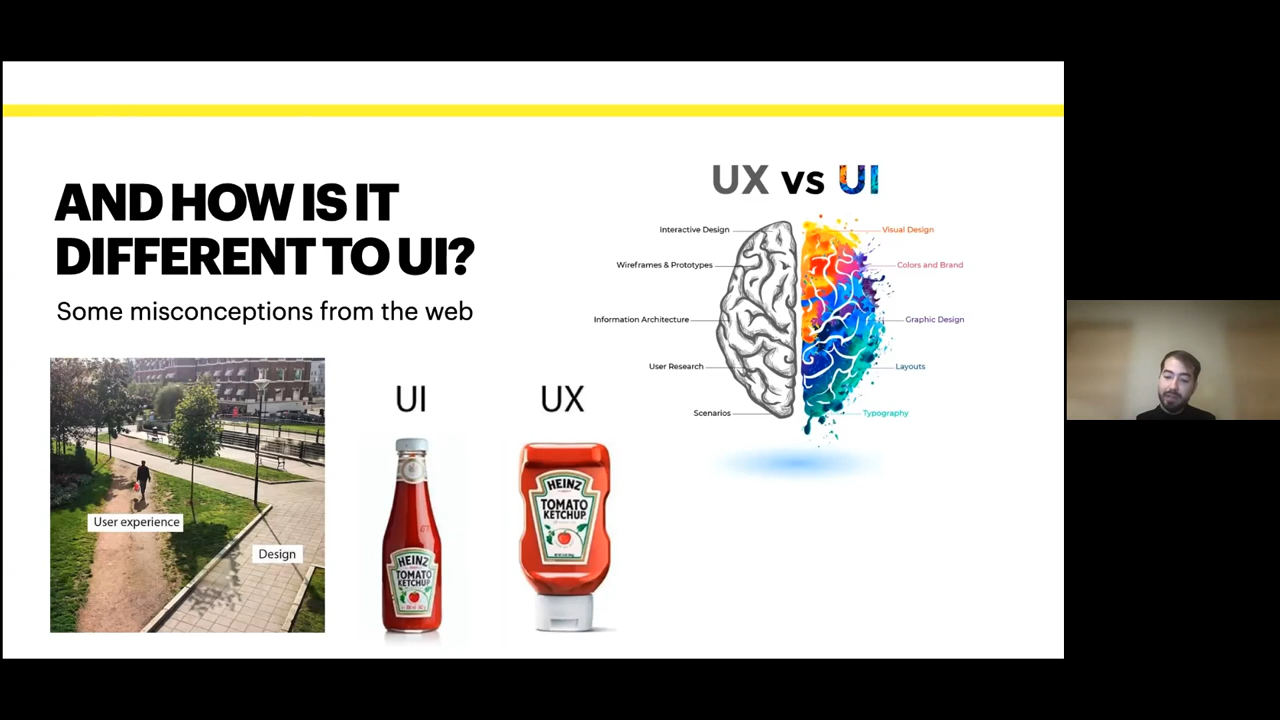 AND HOW IS IT
DIFFERENT TO UI?
Some misconceptions from the web
User experience
Design
UI
UX
HEINZ
TOMATO
KETCHUP
HEINZ
TOMATO
KETCHUP
UX vs UI
Interactive Design
Wireframes & Prototypes
Information Architecture
User Research
Scenarios
Visual Design
Colors and Brand
Graphic Design
Layouts
Typography